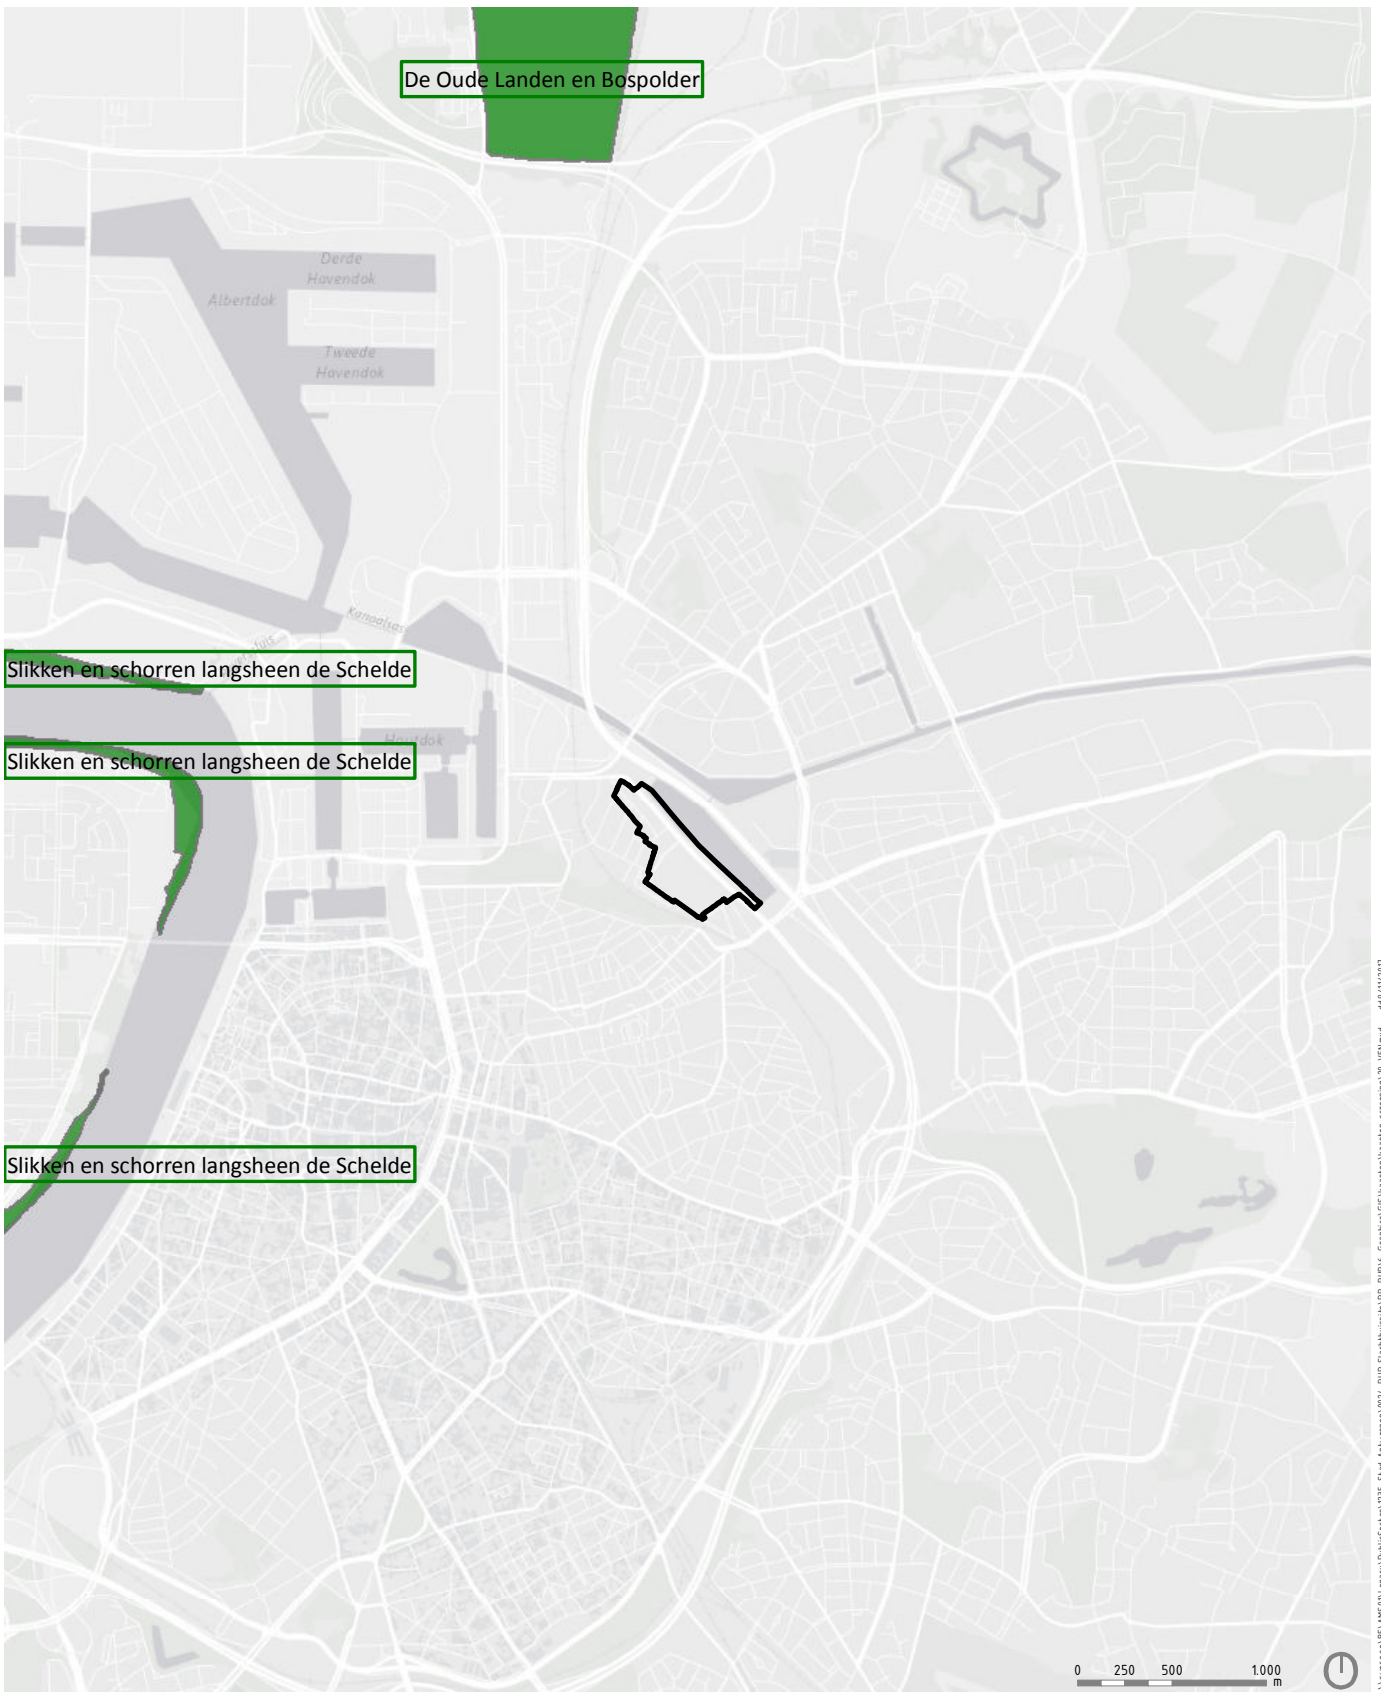 De Oude Landen en Bospolder
Derde
Havendok
Albertdok
Tweede
Havendok
Kanaalsas
Slikken en schorren langsheen de Schelde
Houtdok
Slikken en schorren langsheen de Schelde
Slikken en schorren langsheen de Schelde
0 250 500 1.000
m